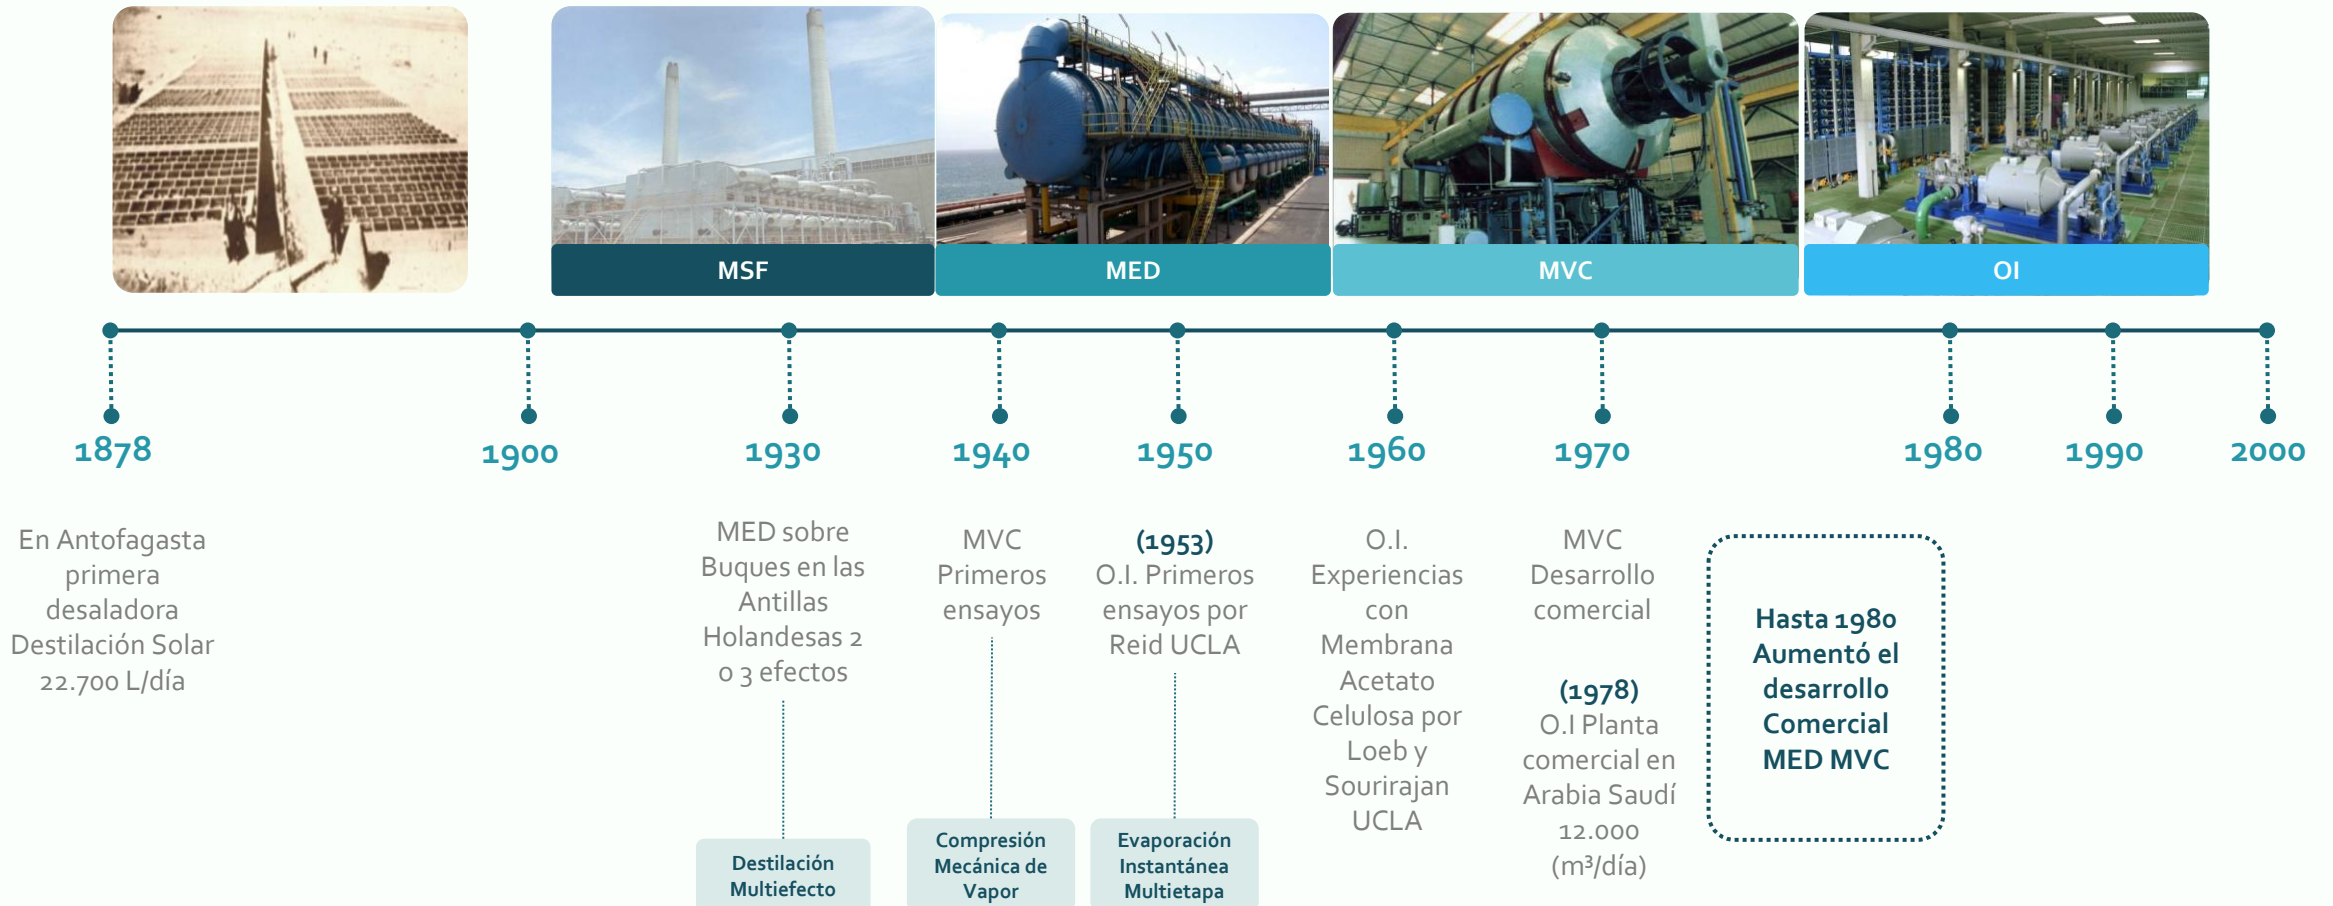 MSF
MED
MVC
OI
1878
1900
1930
1940
1950
1960
1970
1980
1990
2000
En Antofagasta
primera
desaladora
Destilación Solar
22.700 L/día
MED sobre
Buques en las
Antillas
Holandesas 2
o 3 efectos
Destilación
Multiefecto
MVC
Primeros
ensayos
Compresión
Mecánica de
Vapor
(1953)
O.I. Primeros
ensayos por
Reid UCLA
Evaporación
Instantánea
Multietapa
O.I.
Experiencias
con
Membrana
Acetato
Celulosa por
Loeb y
Sourirajan
UCLA
MVC
Desarrollo
comercial
(1978)
O.I Planta
comercial en
Arabia Saudí
12.000
(m³/día)
Hasta 1980
Aumentó el
desarrollo
Comercial
MED MVC